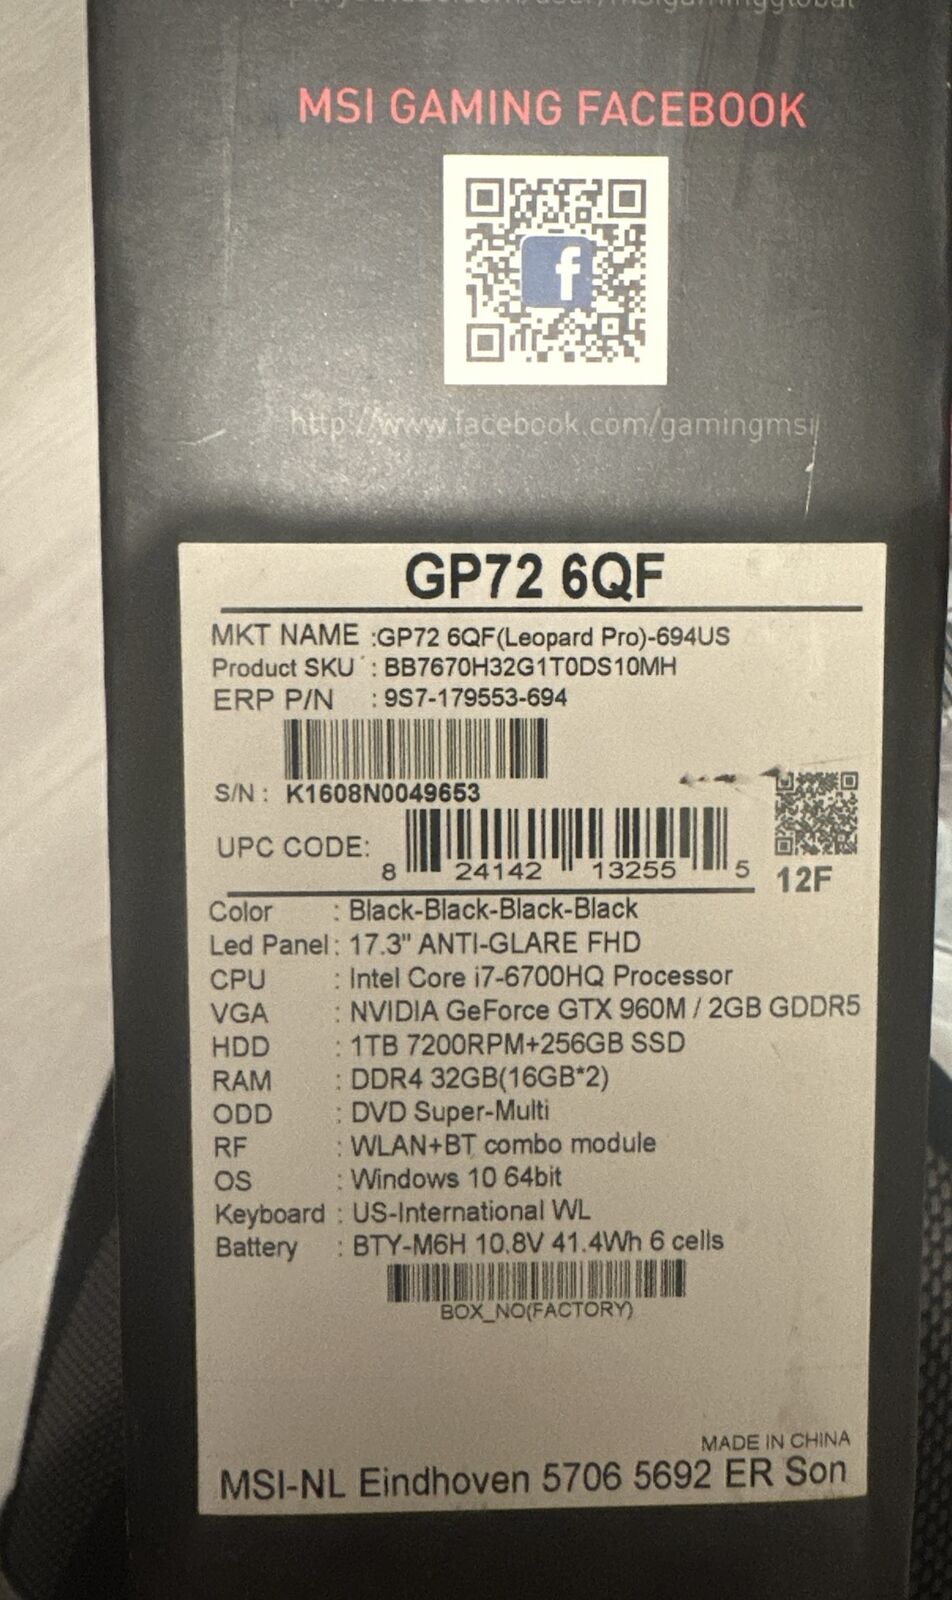 MSI GAMING FACEBOOK
f
http://www.facebook.com/gamingmsi
GP72 6QF
MKT NAME :GP72 6QF(Leopard Pro)-694US
Product SKU : BB7670H32G1T0DS10MH
ERP P/N : 9S7-179553-694
S/N : K1608N0049653
UPC CODE: 8 24142 13255 5
12F
Color : Black-Black-Black-Black
Led Panel : 17.3" ANTI-GLARE FHD
CPU : Intel Core i7-6700HQ Processor
VGA : NVIDIA GeForce GTX 960M / 2GB GDDR5
HDD : 1TB 7200RPM+256GB SSD
RAM : DDR4 32GB(16GB*2)
ODD : DVD Super-Multi
RF : WLAN+BT combo module
OS : Windows 10 64bit
Keyboard : US-International WL
Battery : BTY-M6H 10.8V 41.4Wh 6 cells
BOX_NO(FACTORY)
MADE IN CHINA
MSI-NL Eindhoven 5706 5692 ER Son